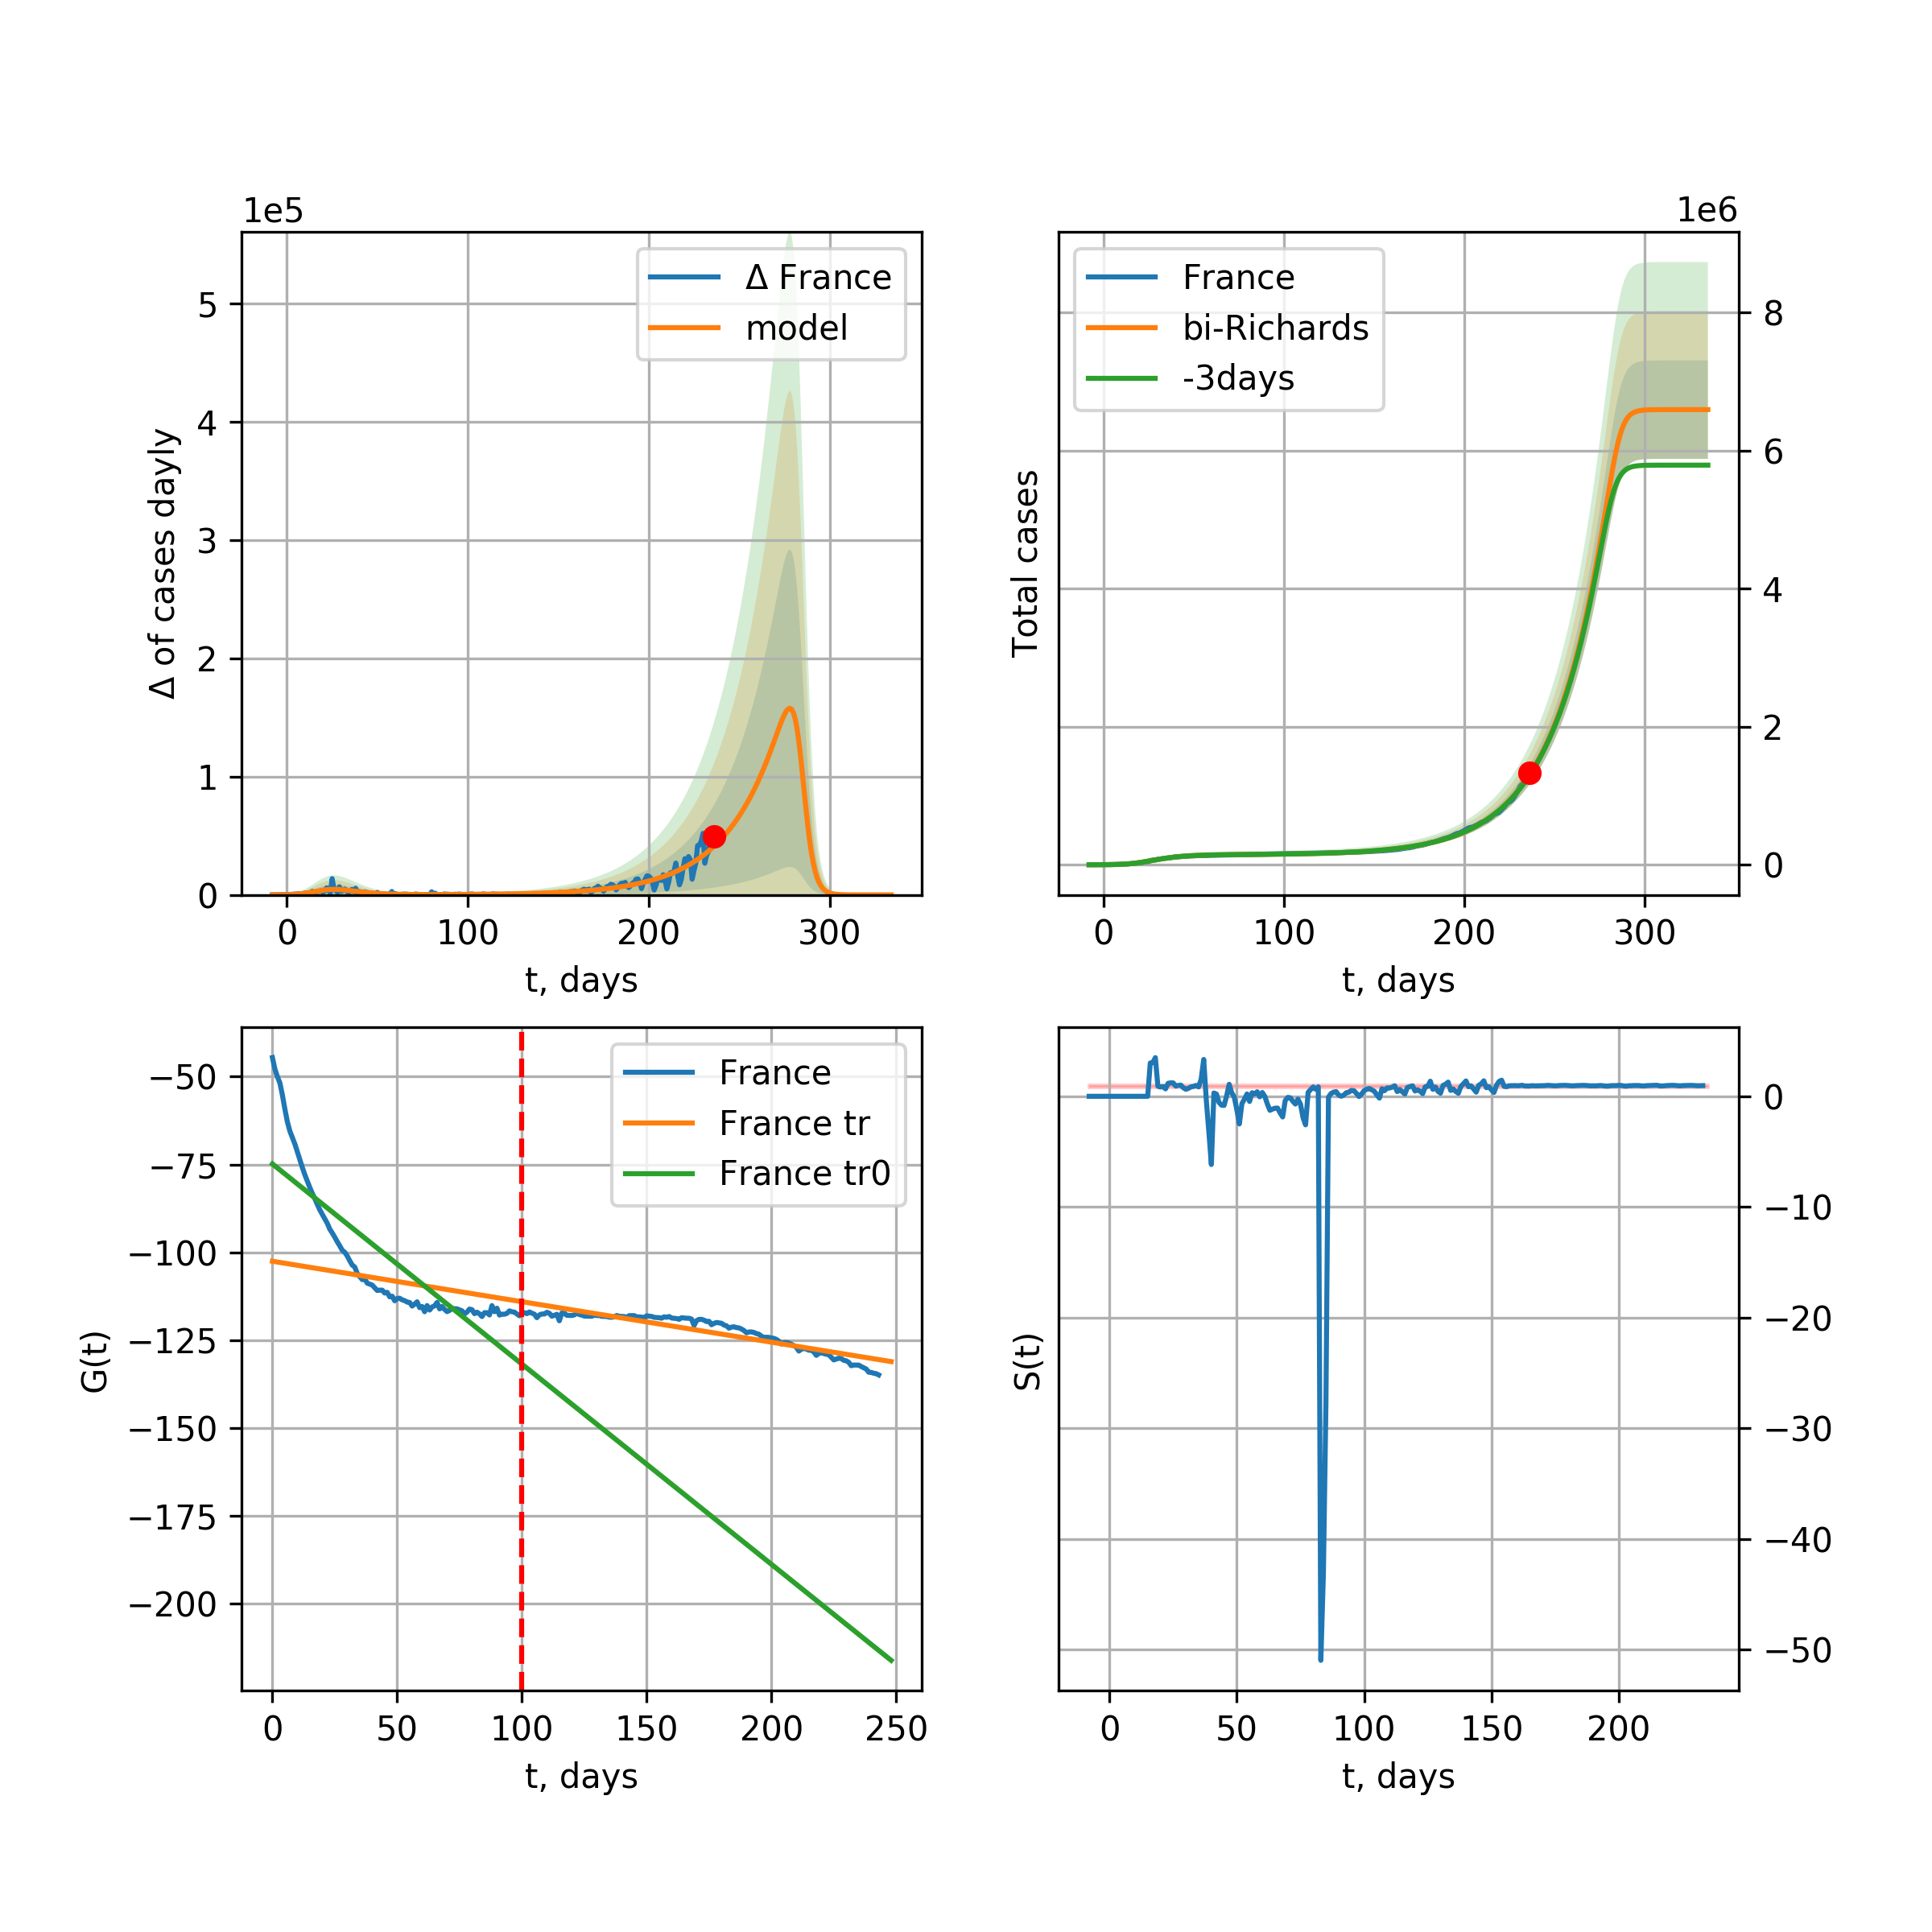 1e5
Δ of cases dayly
5
4
3
2
1
0
Δ France
model
0 100 200 300
t, days
1e6
Total cases
France
bi-Richards
-3days
8
6
4
2
0
0 100 200 300
t, days
G(t)
−50
−75
−100
−125
−150
−175
−200
France
France tr
France tr0
0 50 100 150 200 250
t, days
S(t)
0
−10
−20
−30
−40
−50
0 50 100 150 200
t, days